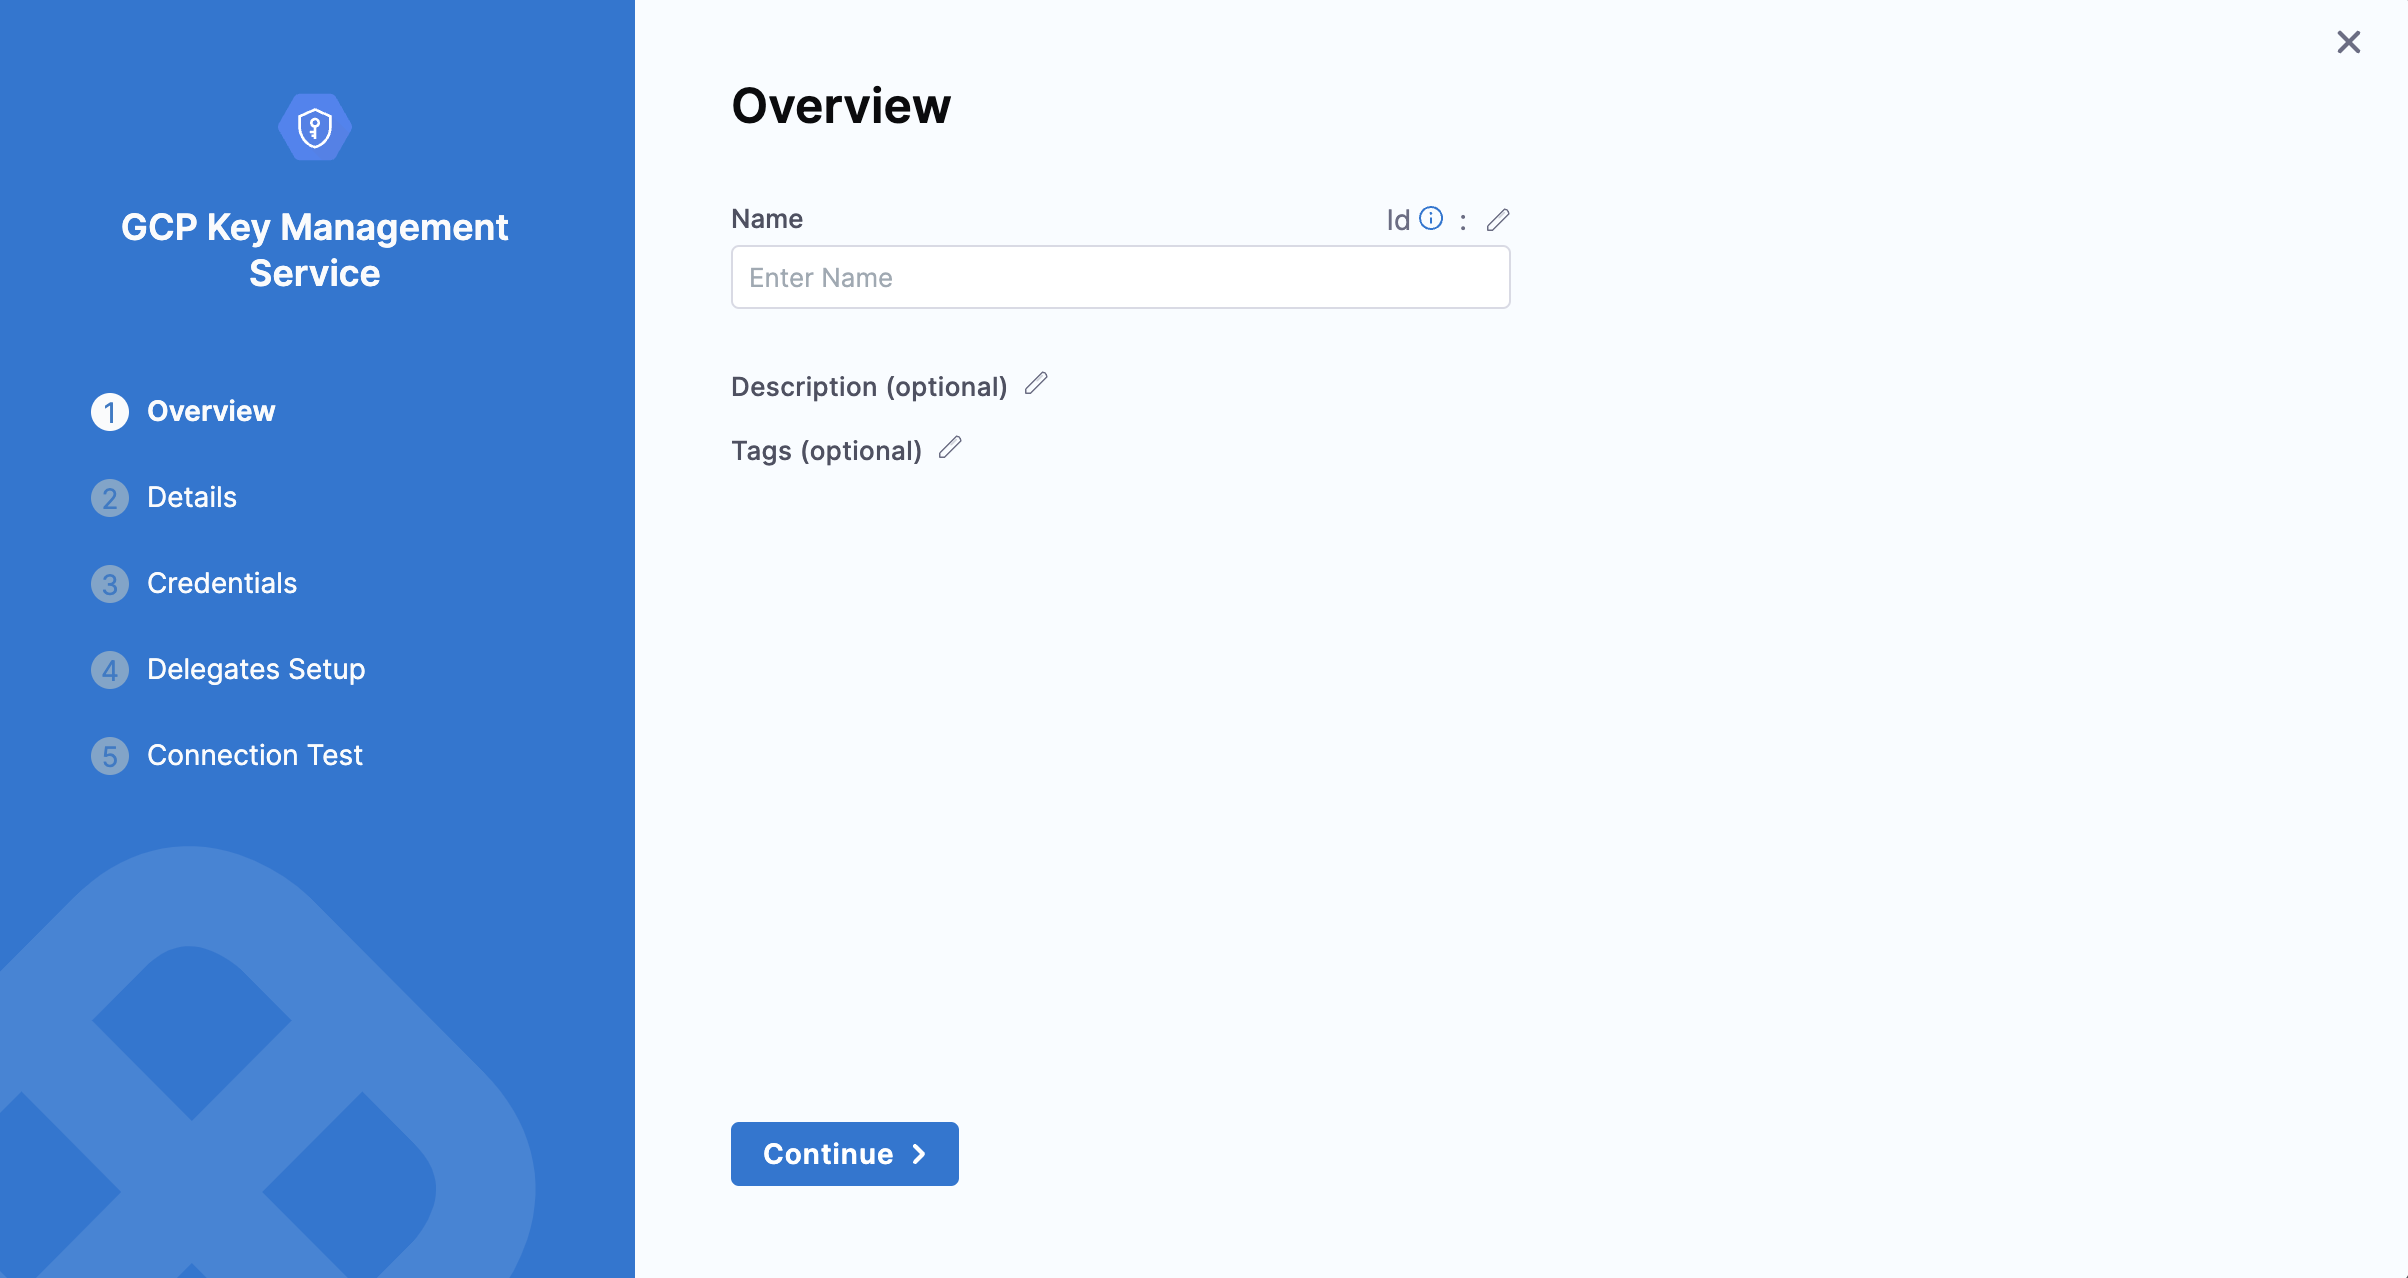 GCP Key Management
Service
1 Overview
2 Details
3 Credentials
4 Delegates Setup
5 Connection Test
Overview
Name
Id :
Enter Name
Description (optional)
Tags (optional)
Continue